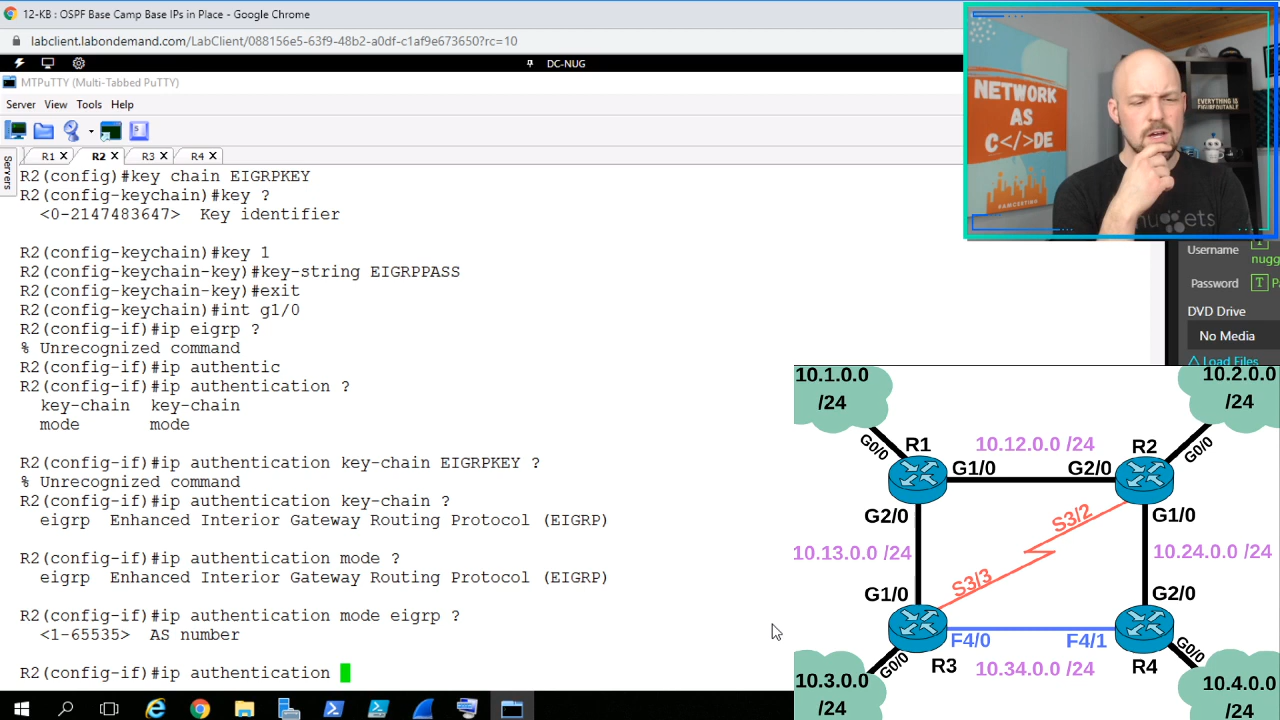 12-KB : OSPF Base Camp Base IPs in Place - Google Chrome
labclient.labondemand.com/LabClient/088156e5-63f9-48b2-a0df-c1af9e673650?rc=10
DC-NUG
MTPuTTY (Multi-Tabbed PuTTY)
Server View Tools Help
Servers
R1 R2 R3 R4
R2(config)#key chain EIGRPKEY
R2(config-keychain)#key ?
<0-2147483647> Key identifier
R2(config-keychain)#key 1
R2(config-keychain-key)#key-string EIGRPPASS
R2(config-keychain-key)#exit
R2(config-keychain)#int g1/0
R2(config-if)#ip eigrp ?
% Unrecognized command
R2(config-if)#ip authentic
R2(config-if)#ip authentication ?
key-chain key-chain
mode mode
R2(config-if)#ip authentication key-chain EIGRPKEY ?
% Unrecognized command
R2(config-if)#ip authentication key-chain ?
eigrp Enhanced Interior Gateway Routing Protocol (EIGRP)
R2(config-if)#ip authentication mode ?
eigrp Enhanced Interior Gateway Routing Protocol (EIGRP)
R2(config-if)#ip authentication mode eigrp ?
<1-65535> AS number
R2(config-if)#ip authentication
NETWORK
AS
C</>DE
EVERYTHING IS
nuggets
Username
nugg
Password
DVD Drive
No Media
Load Files
10.1.0.0
/24
10.2.0.0
/24
G0/0
R1
10.12.0.0 /24
R2
G0/0
G1/0
G2/0
G2/0
S3/2
G1/0
10.13.0.0 /24
10.24.0.0 /24
S3/3
G1/0
G2/0
F4/0
F4/1
G0/0
R3
10.34.0.0 /24
R4
G0/0
10.3.0.0
/24
10.4.0.0
/24